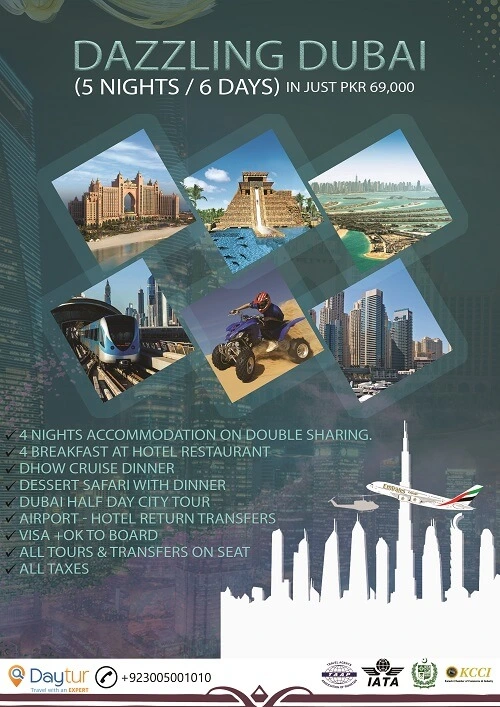 DAZZLING DUBAI
(5 NIGHTS / 6 DAYS) IN JUST PKR 69,000
✓ 4 NIGHTS ACCOMMODATION ON DOUBLE SHARING.
✓ 4 BREAKFAST AT HOTEL RESTAURANT
✓ DHOW CRUISE DINNER
✓ DESSERT SAFARI WITH DINNER
✓ DUBAI HALF DAY CITY TOUR
✓ AIRPORT - HOTEL RETURN TRANSFERS
✓ VISA +OK TO BOARD
✓ ALL TOURS & TRANSFERS ON SEAT
✓ ALL TAXES
Emirates
Daytur
Travel with an EXPERT
+923005001010
IATA
KCCI